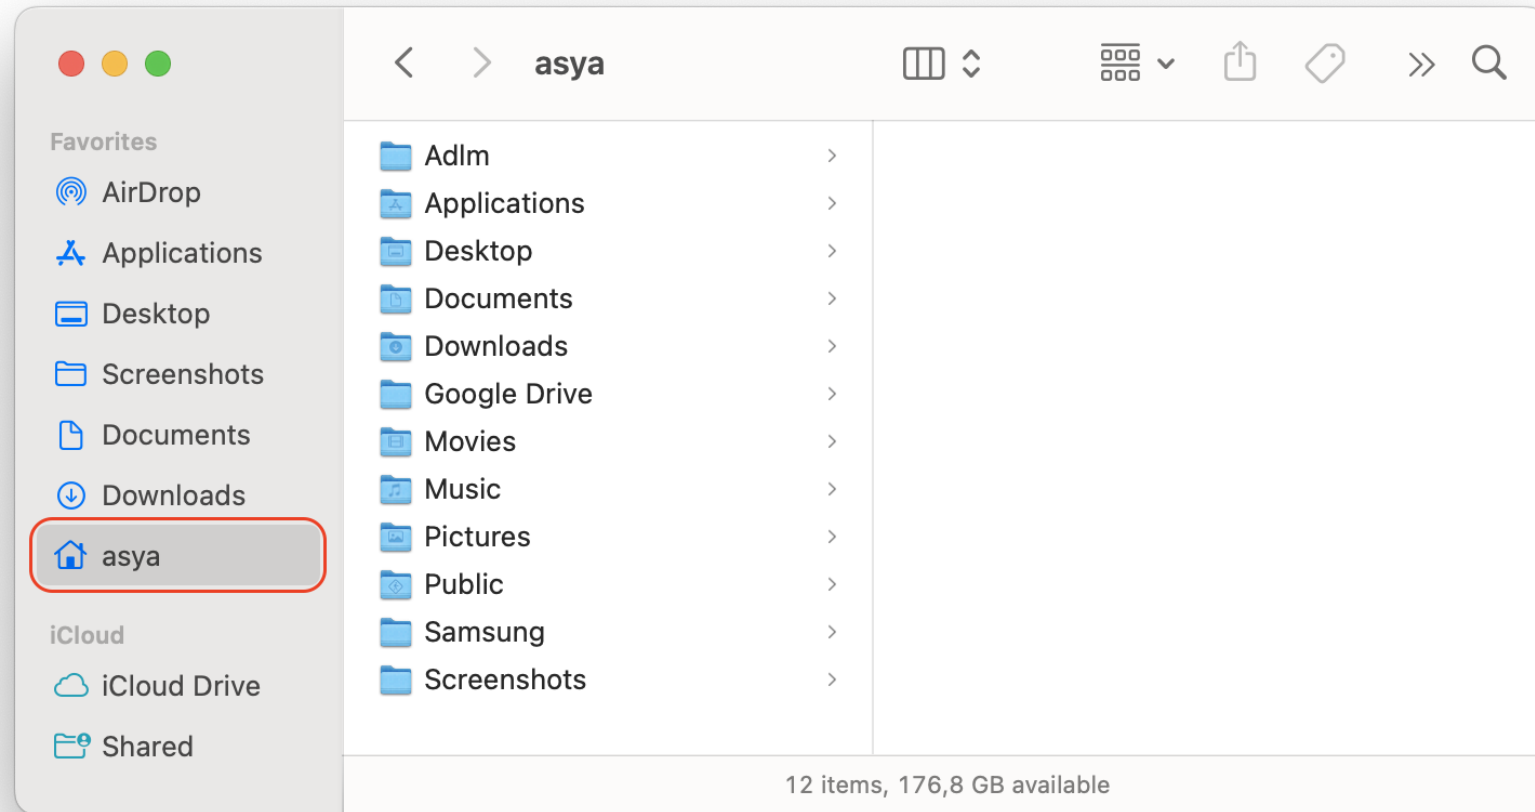 Favorites
AirDrop
Applications
Desktop
Screenshots
Documents
Downloads
asya
iCloud
iCloud Drive
Shared
asya
Adlm
Applications
Desktop
Documents
Downloads
Google Drive
Movies
Music
Pictures
Public
Samsung
Screenshots
12 items, 176,8 GB available